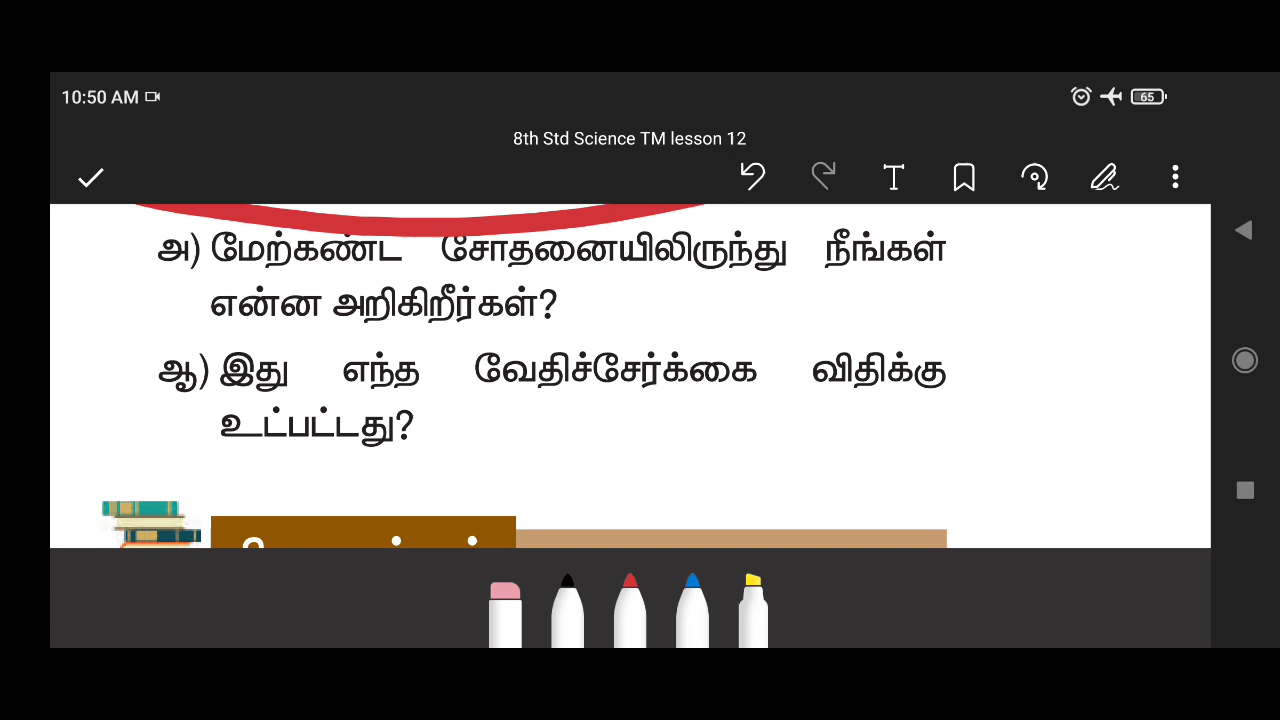 10:50 AM
65
8th Std Science TM lesson 12
அ) மேற்கண்ட சோதனையிலிருந்து நீங்கள்
என்ன அறிகிறீர்கள்?
ஆ) இது எந்த வேதிச்சேர்க்கை விதிக்கு
உட்பட்டது?